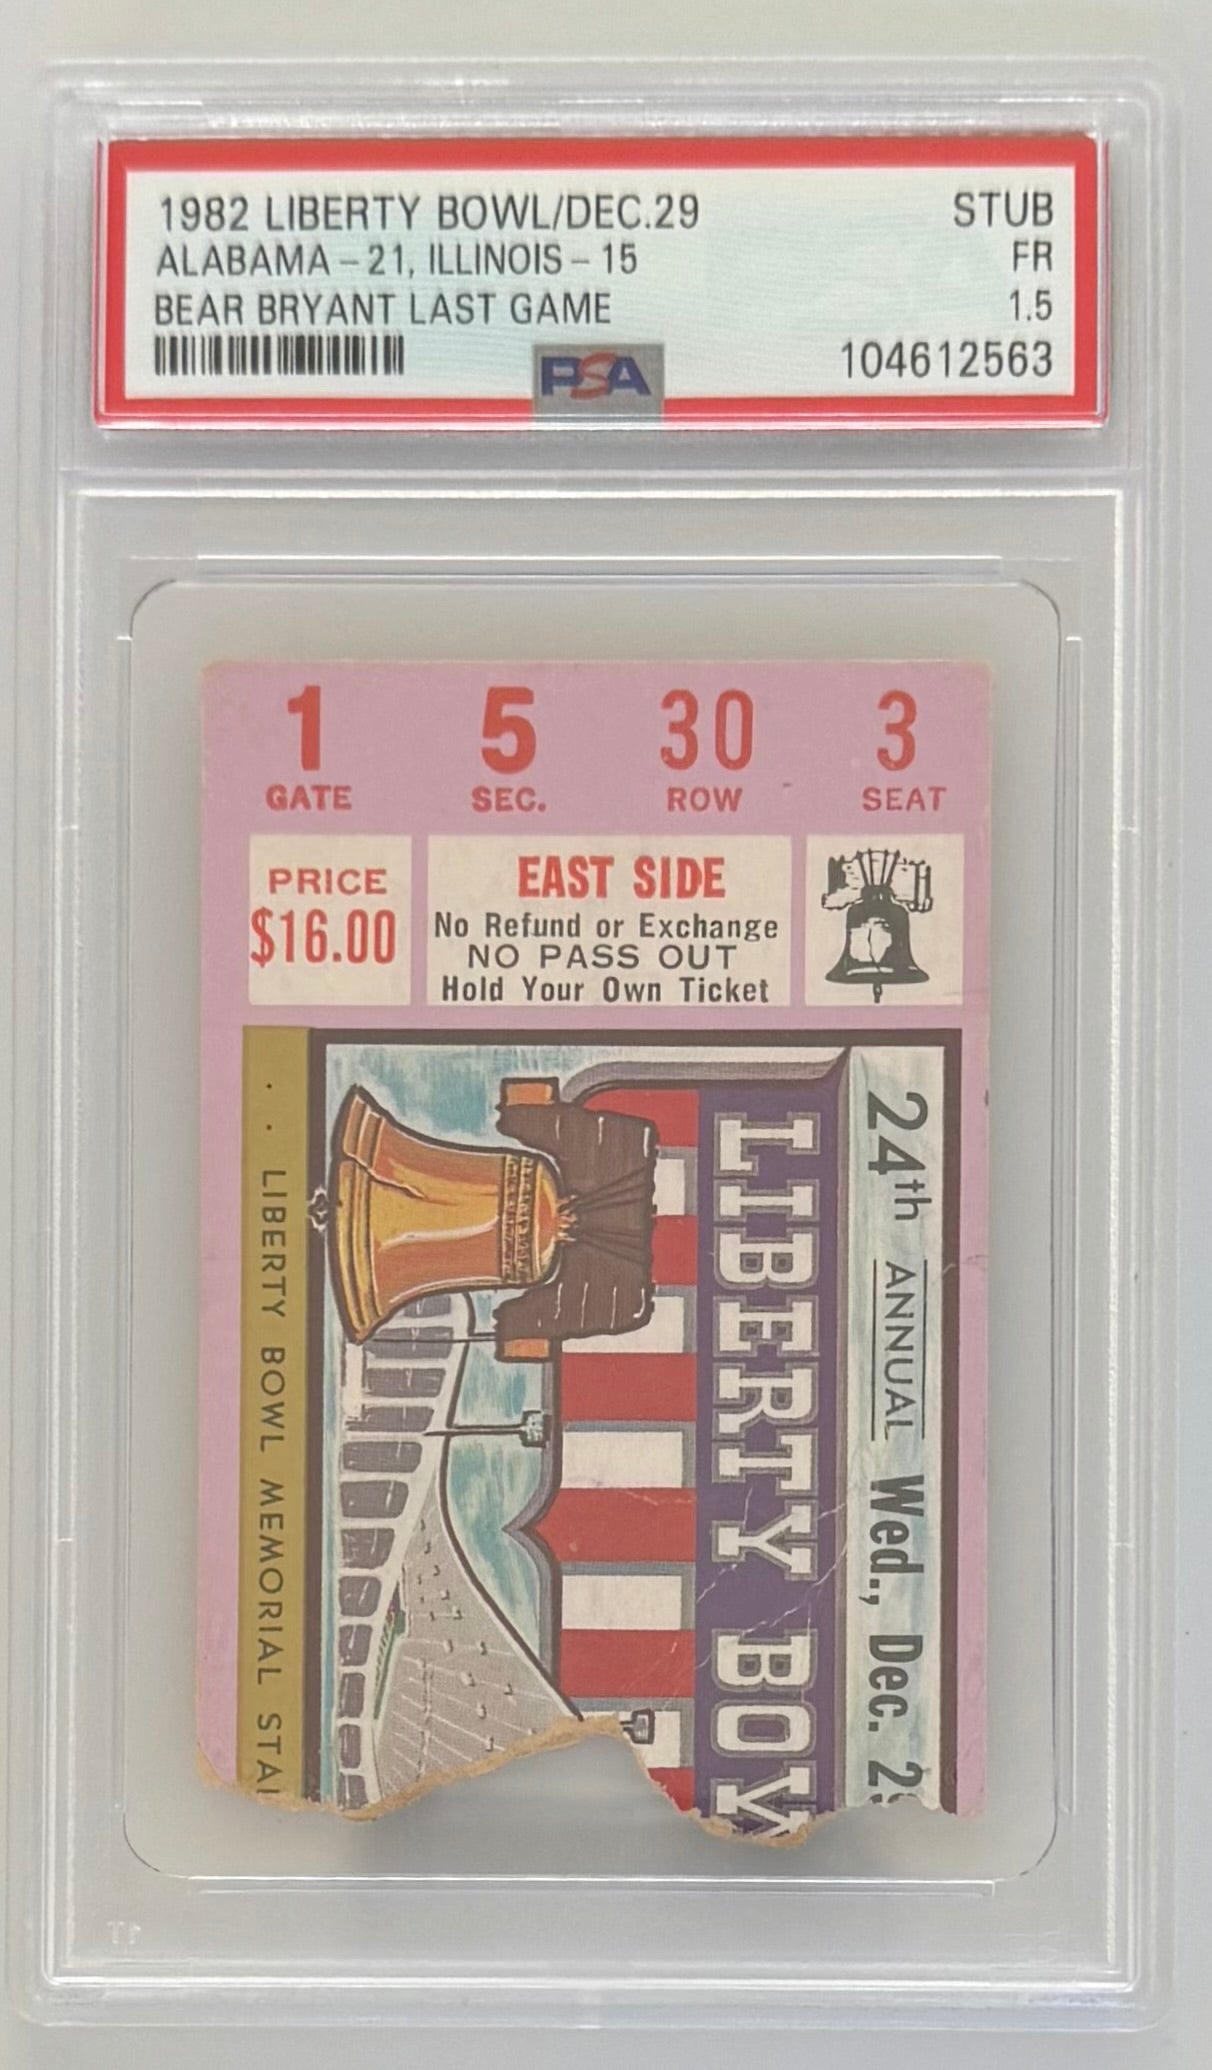 1982 LIBERTY BOWL/DEC.29 STUB
ALABAMA - 21, ILLINOIS - 15 FR
BEAR BRYANT LAST GAME 1.5
104612563
PSA
1 5 30 3
GATE SEC. ROW SEAT
PRICE
$16.00
EAST SIDE
No Refund or Exchange
NO PASS OUT
Hold Your Own Ticket
24th ANNUAL Wed., Dec. 29
LIBERTY BOW
. . LIBERTY BOWL MEMORIAL STA